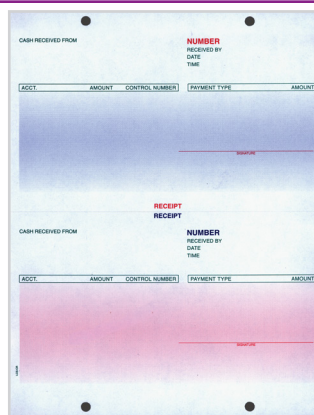 CASH RECEIVED FROM NUMBER
RECEIVED BY
DATE
TIME
ACCT. AMOUNT CONTROL NUMBER PAYMENT TYPE AMOUNT
SIGNATURE
RECEIPT
RECEIPT
CASH RECEIVED FROM NUMBER
RECEIVED BY
DATE
TIME
ACCT. AMOUNT CONTROL NUMBER PAYMENT TYPE AMOUNT
SIGNATURE